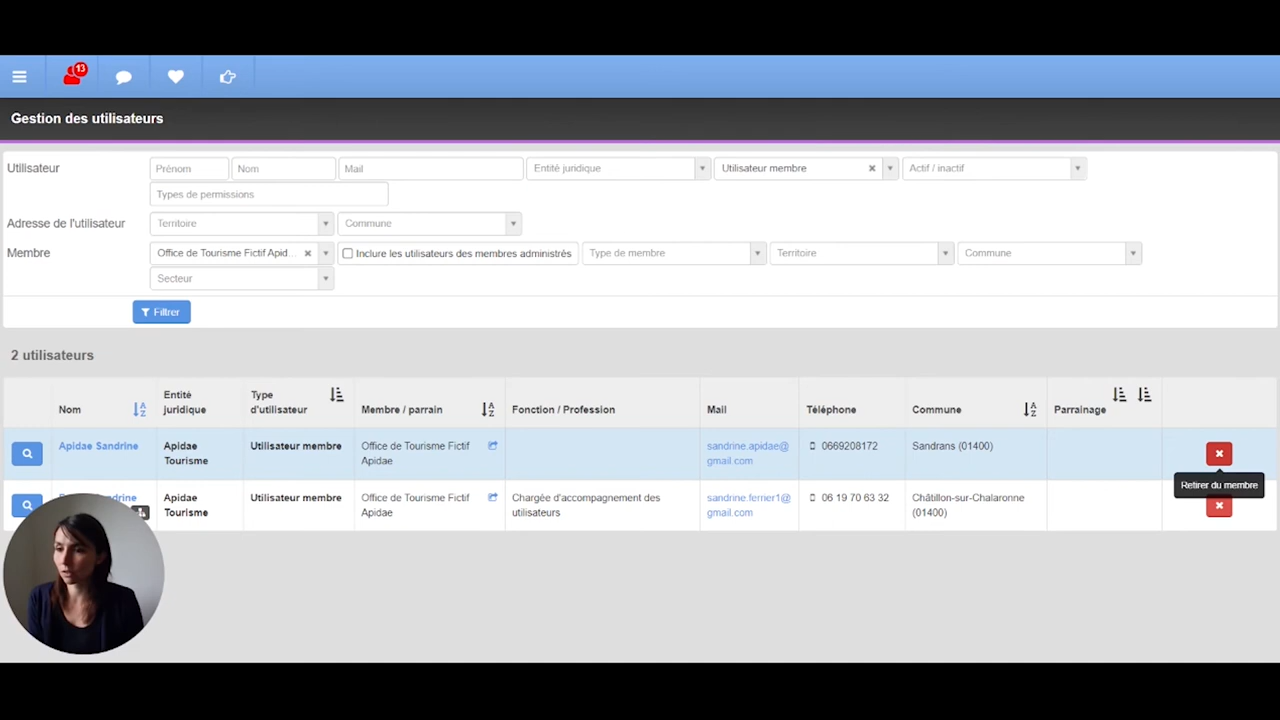 13
Gestion des utilisateurs
Utilisateur
Prénom
Nom
Mail
Entité juridique
Utilisateur membre
Actif / inactif
Types de permissions
Adresse de l'utilisateur
Territoire
Commune
Membre
Office de Tourisme Fictif Apid...
Inclure les utilisateurs des membres administrés
Type de membre
Territoire
Commune
Secteur
Filtrer
2 utilisateurs
Nom
Entité
juridique
Type
d'utilisateur
Membre / parrain
Fonction / Profession
Mail
Téléphone
Commune
Parrainage
Apidae Sandrine
Apidae
Tourisme
Utilisateur membre
Office de Tourisme Fictif
Apidae
sandrine.apidae@
gmail.com
0669208172
Sandrans (01400)
Retirer du membre
Apidae
Tourisme
Utilisateur membre
Office de Tourisme Fictif
Apidae
Chargée d'accompagnement des
utilisateurs
sandrine.ferrier1@
gmail.com
06 19 70 63 32
Châtillon-sur-Chalaronne
(01400)